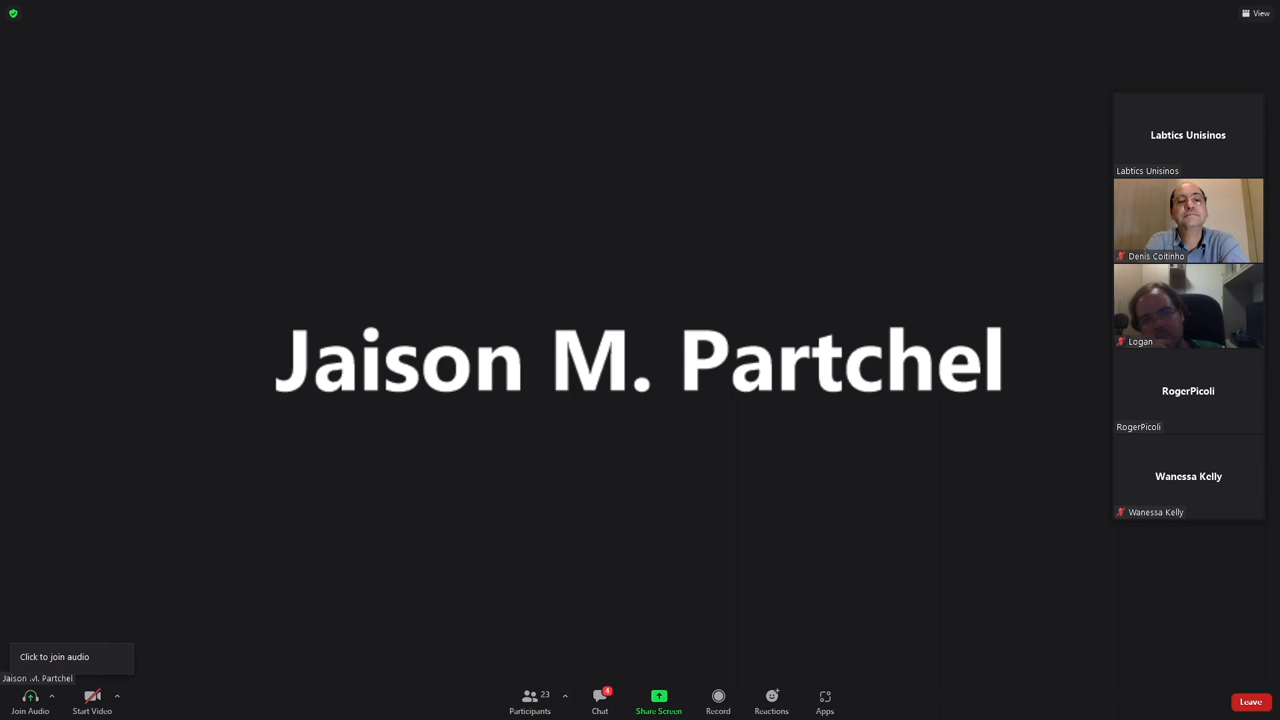 View
Labtics Unisinos
Labtics Unisinos
Denis Coitinho
Logan
Jaison M. Partchel
RogerPicoli
RogerPicoli
Wanessa Kelly
Wanessa Kelly
Click to join audio
Jaison M. Partchel
Join Audio
Start Video
Participants
23
Chat
4
Share Screen
Record
Reactions
Apps
Leave